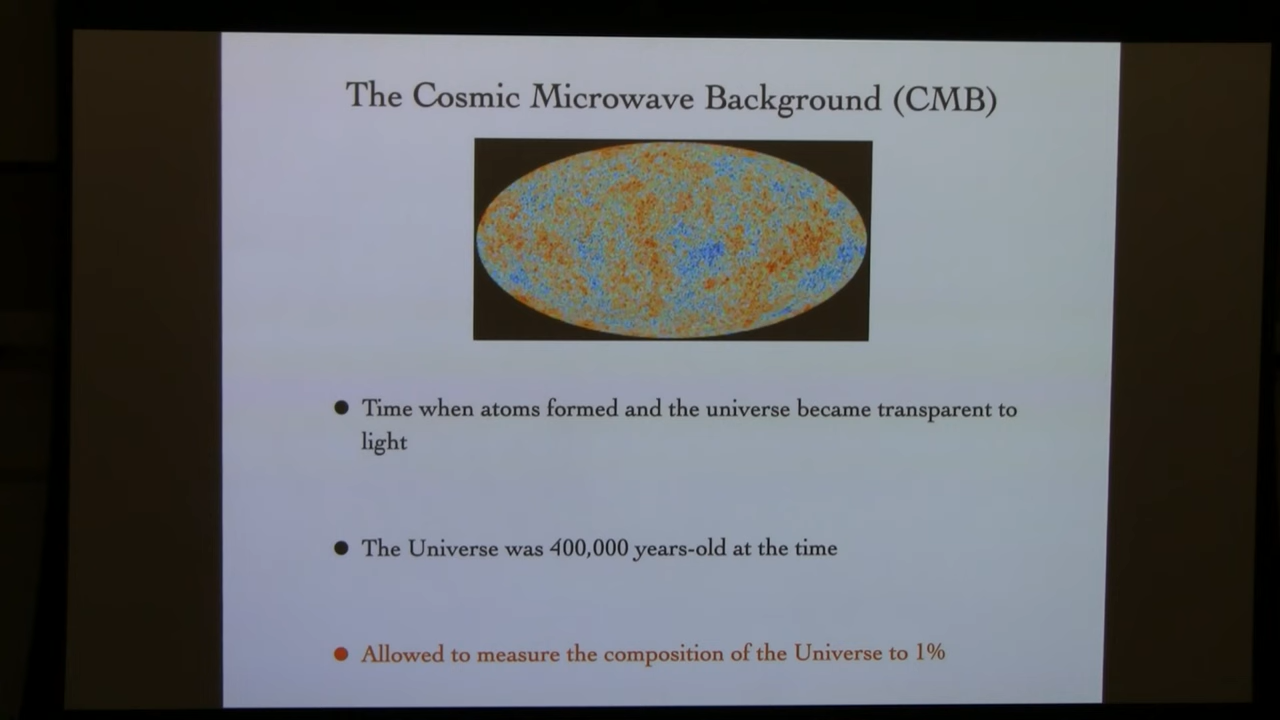 The Cosmic Microwave Background (CMB)
● Time when atoms formed and the universe became transparent to
light
● The Universe was 400,000 years-old at the time
● Allowed to measure the composition of the Universe to 1%